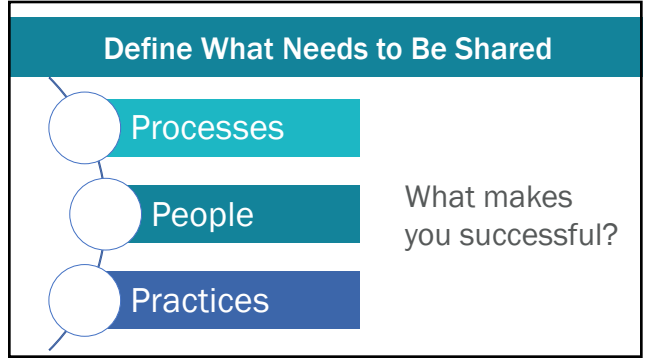 Define What Needs to Be Shared
Processes
People
Practices
What makes
you successful?